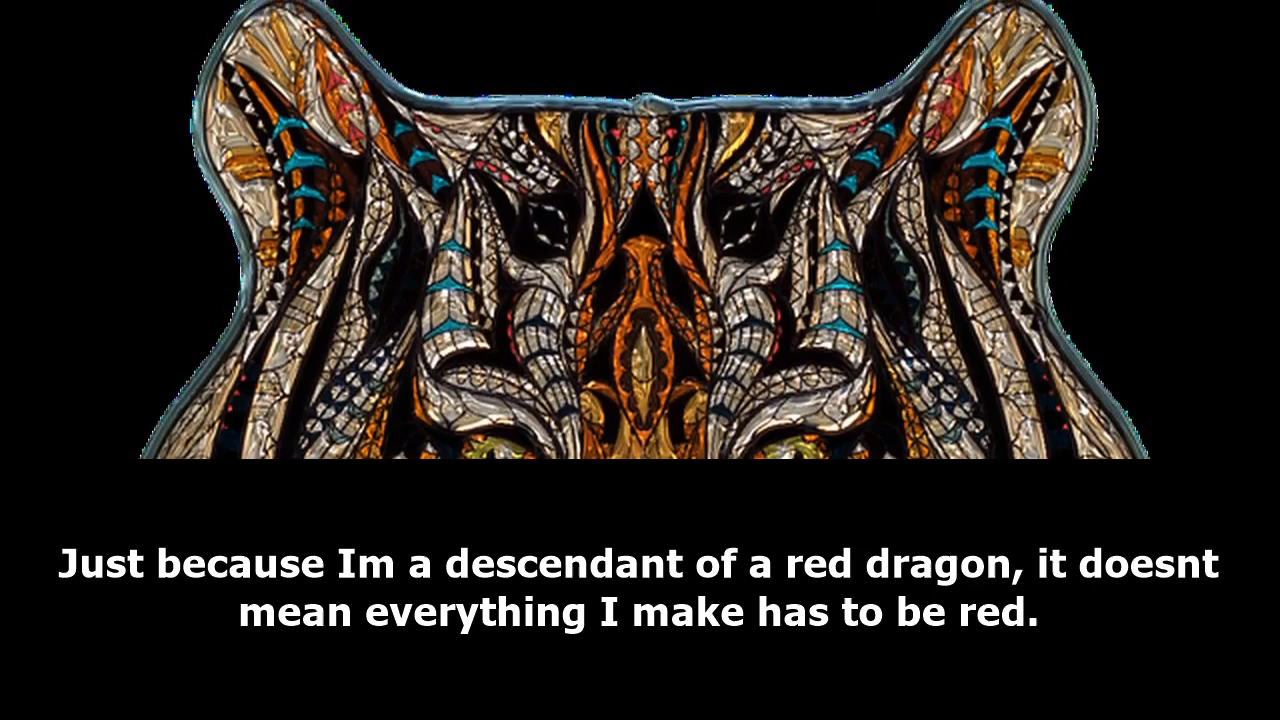 Just because Im a descendant of a red dragon, it doesnt
mean everything I make has to be red.